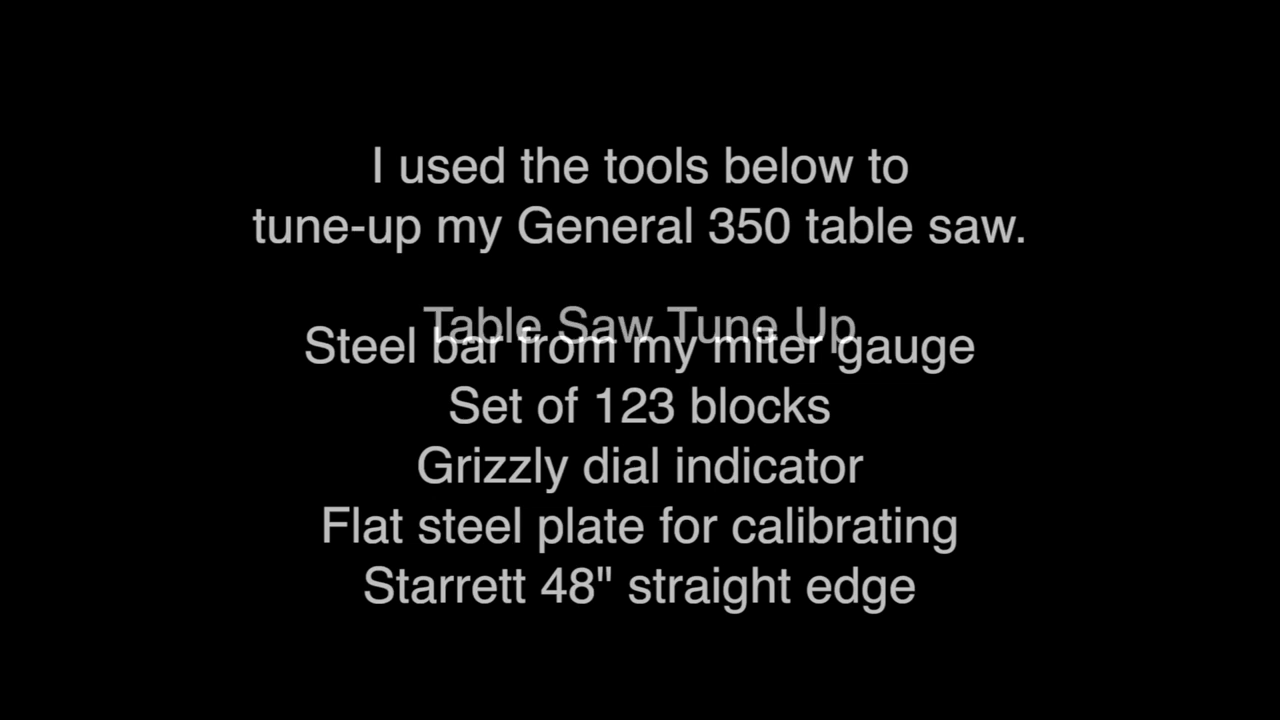 I used the tools below to
tune-up my General 350 table saw.
Table Saw Tune Up
Steel bar from my miter gauge
Set of 123 blocks
Grizzly dial indicator
Flat steel plate for calibrating
Starrett 48" straight edge